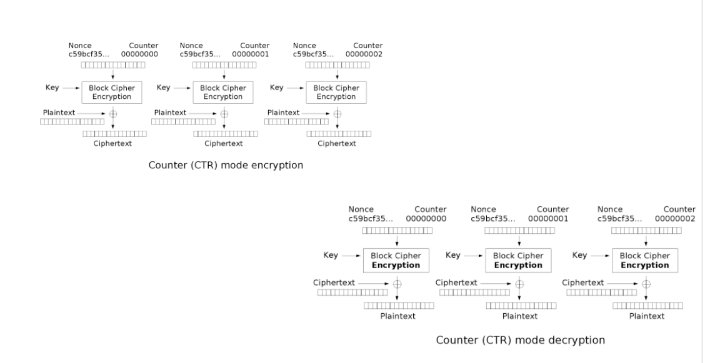 Nonce Counter Nonce Counter Nonce Counter
c59bcf35... 00000000 c59bcf35... 00000001 c59bcf35... 00000002
Key Block Cipher Encryption Key Block Cipher Encryption Key Block Cipher Encryption
Plaintext Plaintext Plaintext
Ciphertext Ciphertext Ciphertext
Counter (CTR) mode encryption
Nonce Counter Nonce Counter Nonce Counter
c59bcf35... 00000000 c59bcf35... 00000001 c59bcf35... 00000002
Key Block Cipher Encryption Key Block Cipher Encryption Key Block Cipher Encryption
Ciphertext Ciphertext Ciphertext
Plaintext Plaintext Plaintext
Counter (CTR) mode decryption